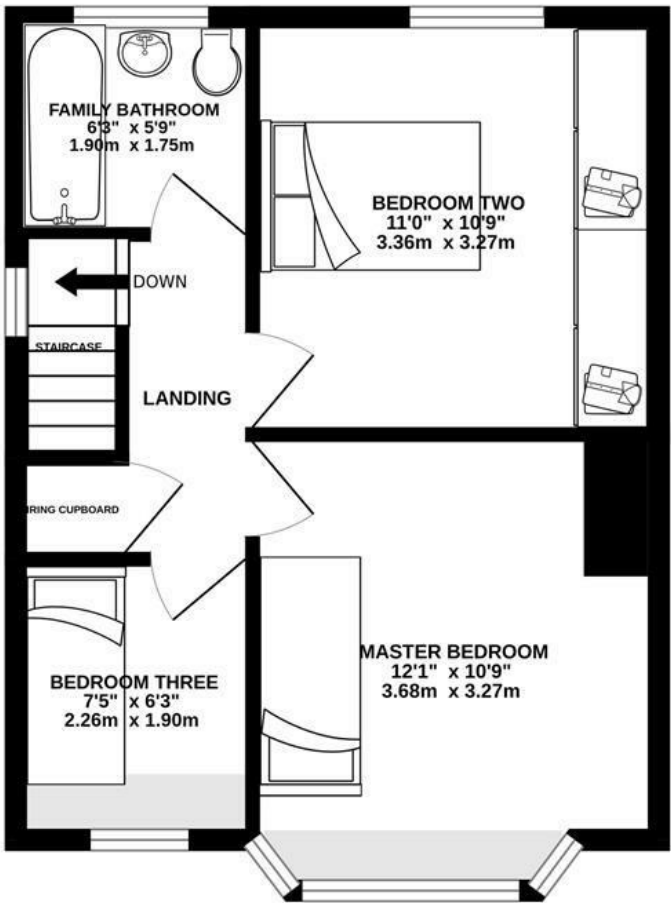 FAMILY BATHROOM
6'3" x 5'9"
1.90m x 1.75m
BEDROOM TWO
11'0" x 10'9"
3.36m x 3.27m
DOWN
STAIRCASE
LANDING
IRING CUPBOARD
MASTER BEDROOM
12'1" x 10'9"
3.68m x 3.27m
BEDROOM THREE
7'5" x 6'3"
2.26m x 1.90m